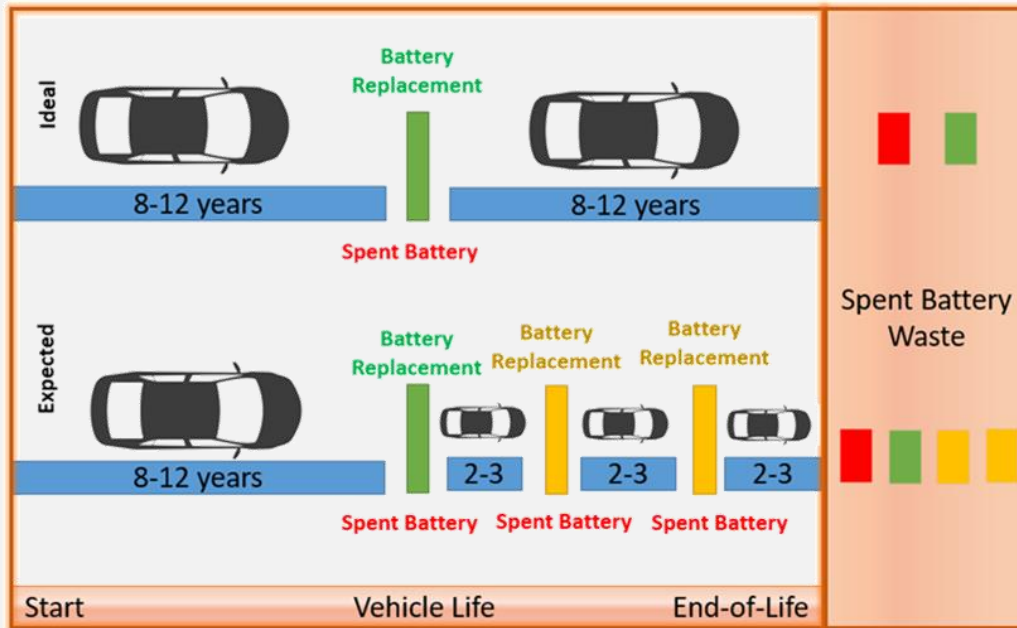 Ideal
Battery
Replacement
8-12 years
8-12 years
Spent Battery
Spent Battery
Waste
Expected
Battery
Replacement
Battery
Replacement
Battery
Replacement
8-12 years
2-3
2-3
2-3
Spent Battery
Spent Battery
Spent Battery
Start
Vehicle Life
End-of-Life